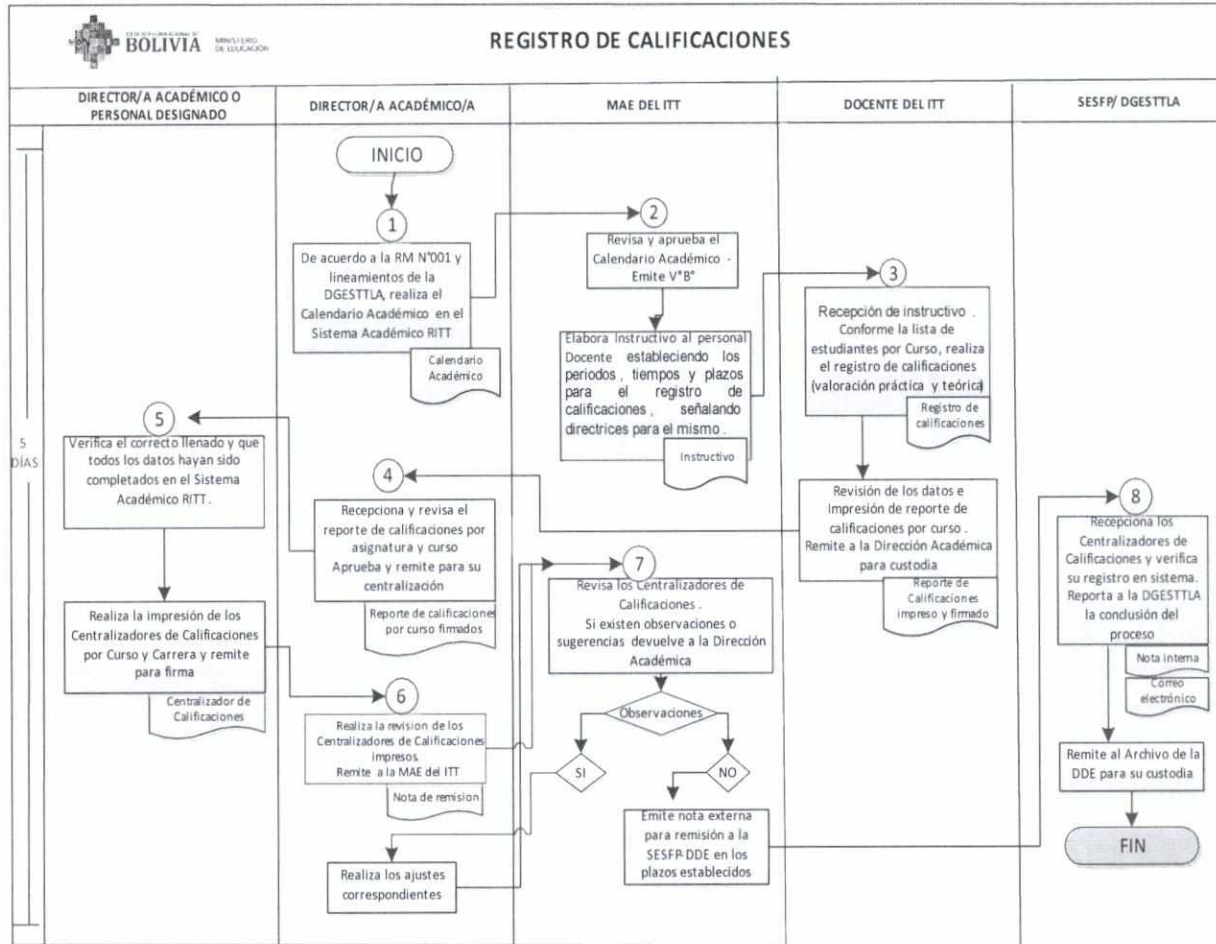 BOLIVIA
MINISTERIO
DE EDUCACIÓN
REGISTRO DE CALIFICACIONES
DIRECTOR/A ACADÉMICO O
PERSONAL DESIGNADO
DIRECTOR/A ACADÉMICO/A
MAE DEL ITT
DOCENTE DEL ITT
SESFP/ DGESTTLA
5
DÍAS
INICIO
1
De acuerdo a la RM N°001 y
lineamientos de la
DGESTTLA, realiza el
Calendario Académico en el
Sistema Académico RITT
Calendario
Académico
2
Revisa y aprueba el
Calendario Académico -
Emite V°B°
Elabora Instructivo al personal
Docente estableciendo los
periodos, tiempos y plazos
para el registro de
calificaciones, señalando
directrices para el mismo.
Instructivo
3
Recepción de instructivo .
Conforme la lista de
estudiantes por Curso, realiza
el registro de calificaciones
(valoración práctica y teórica)
Registro de
calificaciones
Revisión de los datos e
Impresión de reporte de
calificaciones por curso .
Remite a la Dirección Académica
para custodia
Reporte de
Calificaciones
impreso y firmado
4
Recepciona y revisa el
reporte de calificaciones por
asignatura y curso
Aprueba y remite para su
centralización
Reporte de calificaciones
por curso firmados
5
Verifica el correcto llenado y que
todos los datos hayan sido
completados en el Sistema
Académico RITT .
Realiza la impresión de los
Centralizadores de Calificaciones
por Curso y Carrera y remite
para firma
Centralizador de
Calificaciones
6
Realiza la revision de los
Centralizadores de Calificaciones
impresos.
Remite a la MAE del ITT
Nota de remision
7
Revisa los Centralizadores de
Calificaciones .
Si existen observaciones o
sugerencias devuelve a la Dirección
Académica
Observaciones
SI
NO
Realiza los ajustes
correspondientes
Emite nota externa
para remisión a la
SESFP-DDE en los
plazos establecidos
8
Recepciona los
Centralizadores de
Calificaciones y verifica
su registro en sistema.
Reporta a la DGESTTLA
la conclusión del
proceso
Nota interna
Correo
electrónico
Remite al Archivo de la
DDE para su custodia
FIN